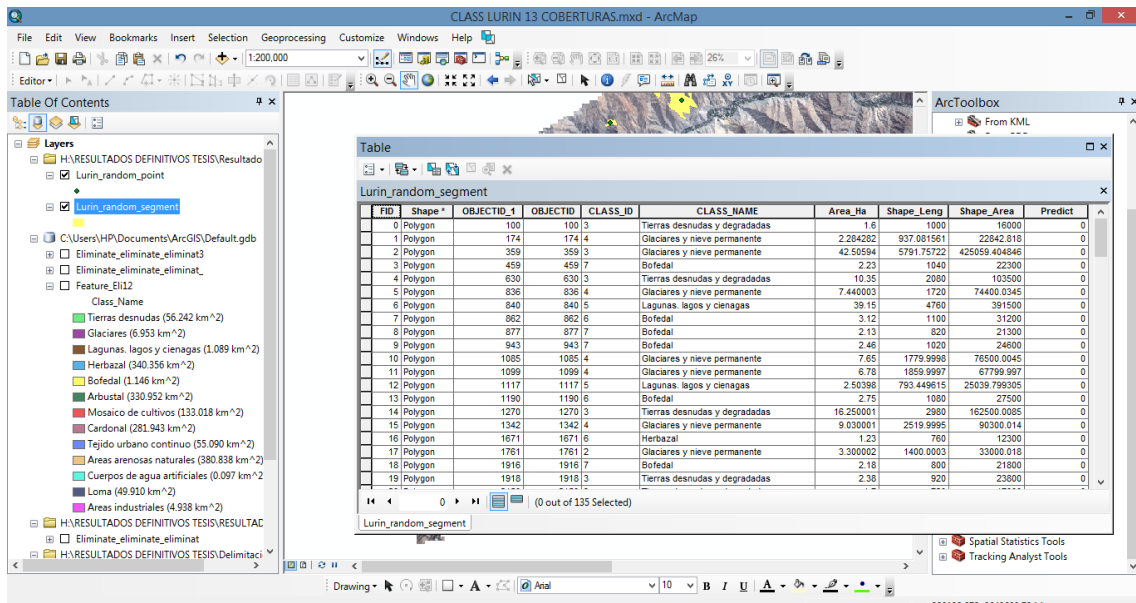 CLASS LURIN 13 COBERTURAS.mxd - ArcMap
File Edit View Bookmarks Insert Selection Geoprocessing Customize Windows Help
1:200,000
26%
Editor
Table Of Contents
Layers
H:\RESULTADOS DEFINITIVOS TESIS\Resultado
Lurin_random_point
Lurin_random_segment
C:\Users\HP\Documents\ArcGIS\Default.gdb
Eliminate_eliminate_eliminat3
Eliminate_eliminate_eliminat_
Feature_Eli12
Class_Name
Tierras desnudas (56.242 km^2)
Glaciares (6.953 km^2)
Lagunas. lagos y cienagas (1.089 km^2)
Herbazal (340.356 km^2)
Bofedal (1.146 km^2)
Arbustal (330.952 km^2)
Mosaico de cultivos (133.018 km^2)
Cardonal (281.943 km^2)
Tejido urbano continuo (55.090 km^2)
Areas arenosas naturales (380.838 km^2)
Cuerpos de agua artificiales (0.097 km^2
Loma (49.910 km^2)
Areas industriales (4.938 km^2)
H:\RESULTADOS DEFINITIVOS TESIS\RESULTAD
Eliminate_eliminate_eliminat
H:\RESULTADOS DEFINITIVOS TESIS\Delimitaci
Table
Lurin_random_segment
FID Shape * OBJECTID_1 OBJECTID CLASS_ID CLASS_NAME Area_Ha Shape_Leng Shape_Area Predict
0 Polygon 100 100 3 Tierras desnudas y degradadas 1.6 1000 16000 0
1 Polygon 174 174 4 Glaciares y nieve permanente 2.284282 937.081561 22842.818 0
2 Polygon 359 359 3 Glaciares y nieve permanente 42.50594 5791.75722 425059.404846 0
3 Polygon 459 459 7 Bofedal 2.23 1040 22300 0
4 Polygon 630 630 3 Tierras desnudas y degradadas 10.35 2080 103500 0
5 Polygon 836 836 4 Glaciares y nieve permanente 7.440003 1720 74400.0345 0
6 Polygon 840 840 5 Lagunas. lagos y cienagas 39.15 4760 391500 0
7 Polygon 862 862 6 Bofedal 3.12 1100 31200 0
8 Polygon 877 877 7 Bofedal 2.13 820 21300 0
9 Polygon 943 943 7 Bofedal 2.46 1020 24600 0
10 Polygon 1085 1085 4 Glaciares y nieve permanente 7.65 1779.9998 76500.0045 0
11 Polygon 1099 1099 4 Glaciares y nieve permanente 6.78 1859.9997 67799.997 0
12 Polygon 1117 1117 5 Lagunas. lagos y cienagas 2.50398 793.449615 25039.799305 0
13 Polygon 1190 1190 6 Bofedal 2.75 1080 27500 0
14 Polygon 1270 1270 3 Tierras desnudas y degradadas 16.250001 2980 162500.0085 0
15 Polygon 1342 1342 4 Glaciares y nieve permanente 9.030001 2519.9995 90300.014 0
16 Polygon 1671 1671 6 Herbazal 1.23 760 12300 0
17 Polygon 1761 1761 2 Glaciares y nieve permanente 3.300002 1400.0003 33000.018 0
18 Polygon 1916 1916 7 Bofedal 2.18 800 21800 0
19 Polygon 1918 1918 3 Tierras desnudas y degradadas 2.38 920 23800 0
0 (0 out of 135 Selected)
Lurin_random_segment
ArcToolbox
From KML
Spatial Statistics Tools
Tracking Analyst Tools
Drawing A Arial 10 B I U A